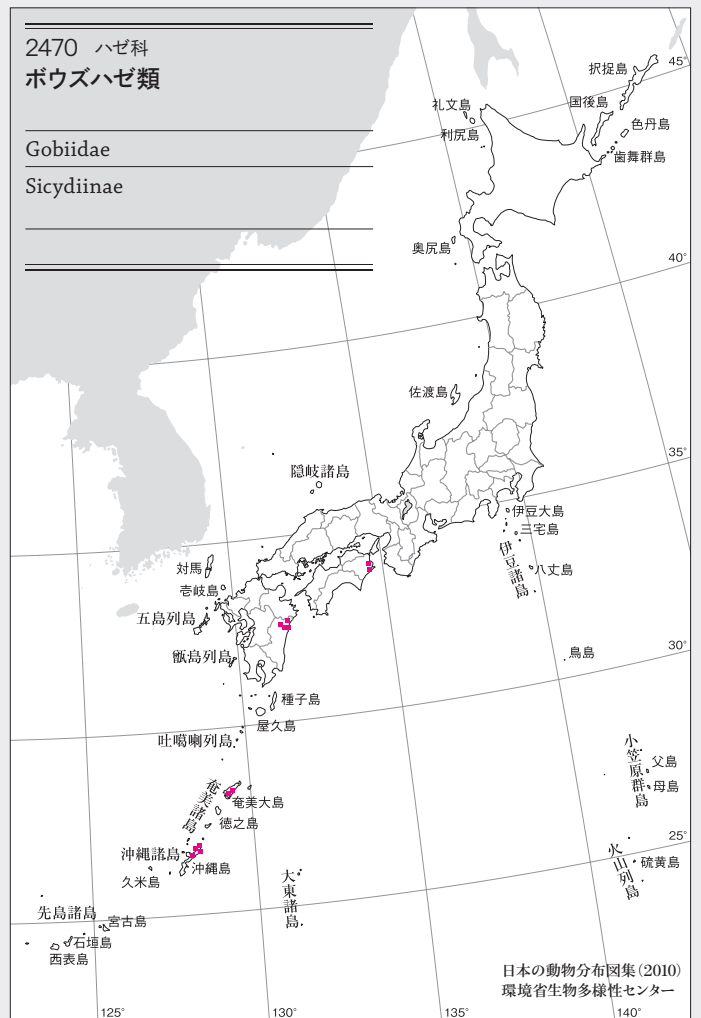 2470 ハゼ科
ボウズハゼ類
Gobiidae
Sicydiinae
択捉島
45°
礼文島
国後島
利尻島
色丹島
歯舞群島
奥尻島
40°
佐渡島
35°
隠岐諸島
伊豆大島
三宅島
伊豆諸島
八丈島
対馬
壱岐島
五島列島
甑島列島
鳥島
30°
種子島
屋久島
吐噶喇列島
小笠原群島
父島
母島
奄美諸島
奄美大島
徳之島
25°
沖縄諸島
沖縄島
久米島
火山列島
硫黄島
大東諸島
先島諸島
宮古島
石垣島
西表島
日本の動物分布図集(2010)
環境省生物多様性センター
125°
130°
135°
140°